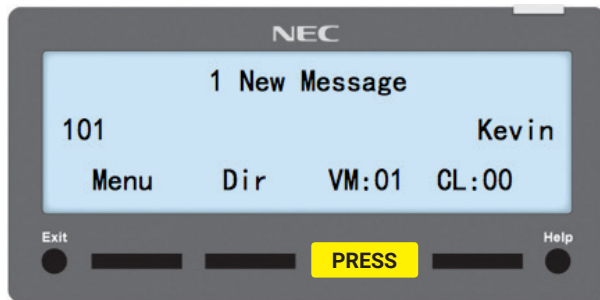 NEC
1 New Message
101 Kevin
Menu Dir VM:01 CL:00
Exit PRESS Help